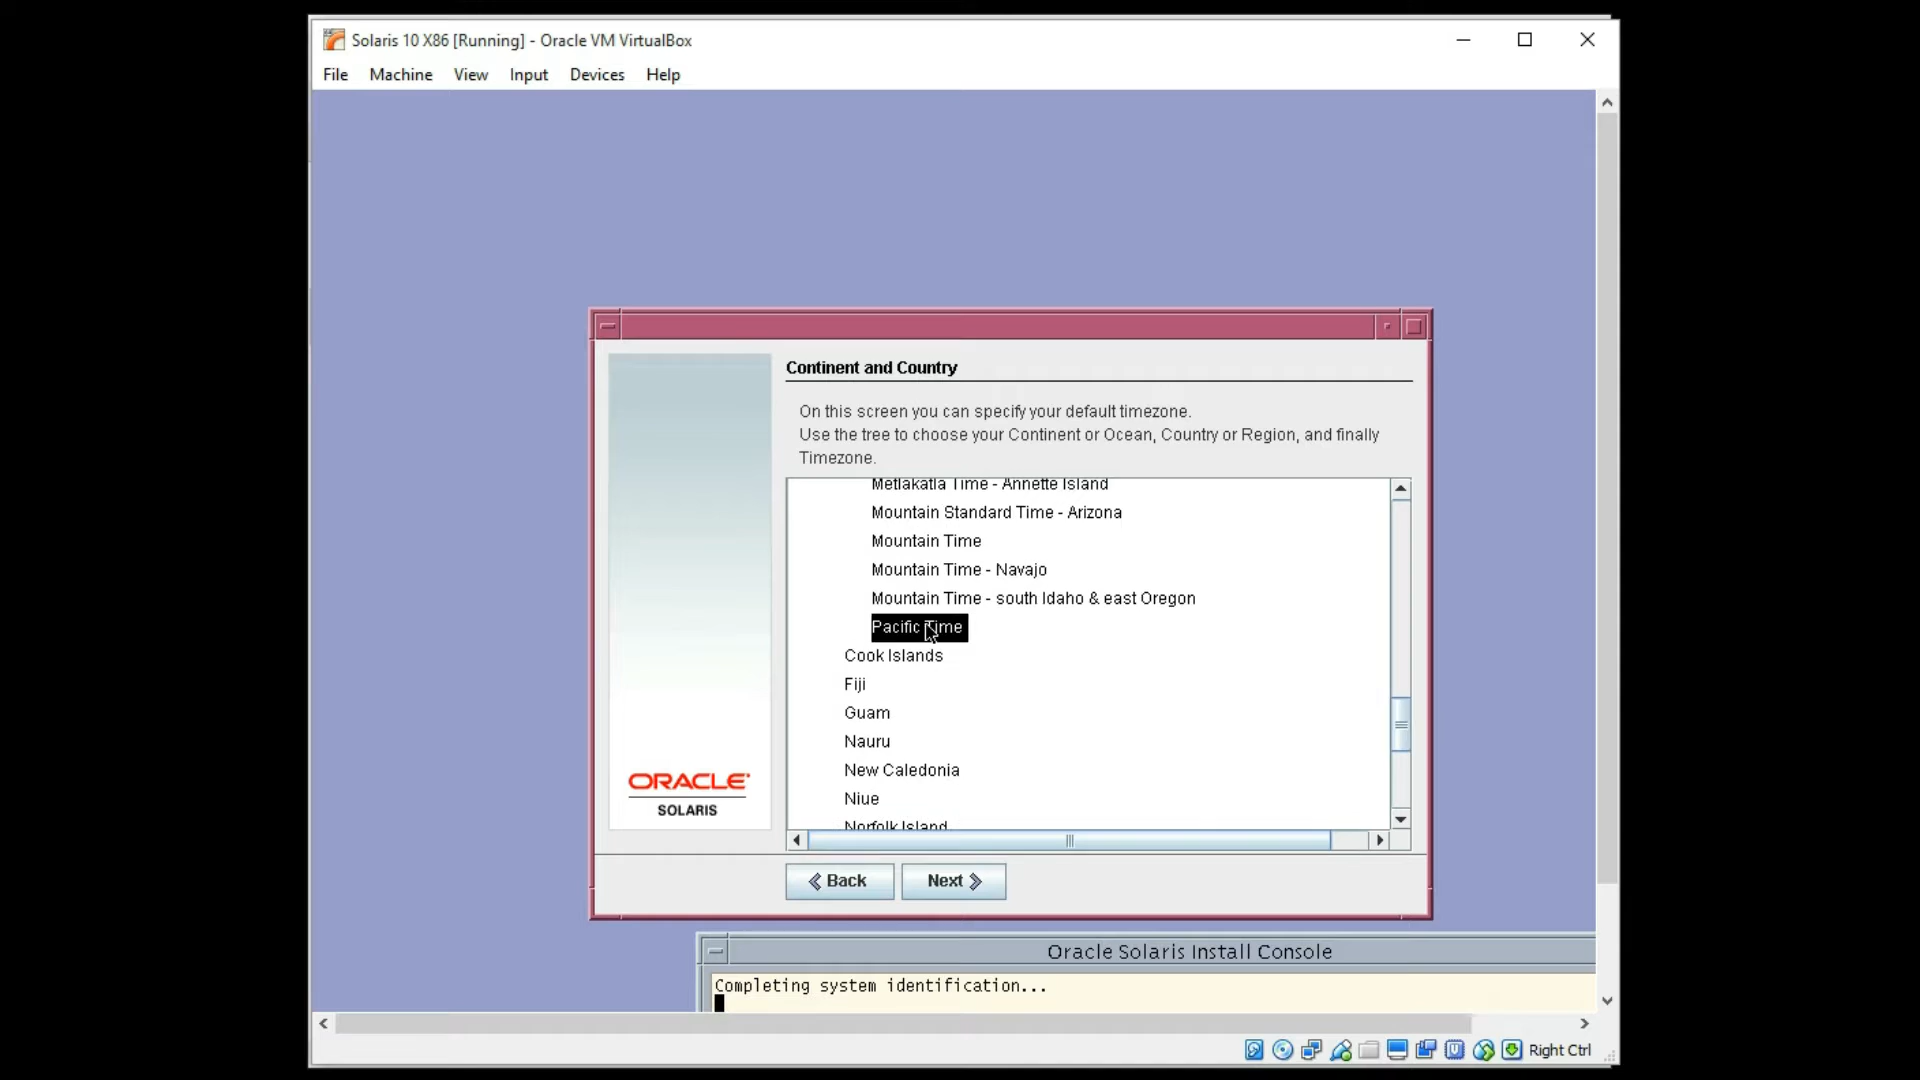 Solaris 10 X86 [Running] - Oracle VM VirtualBox
File Machine View Input Devices Help
Continent and Country
On this screen you can specify your default timezone.
Use the tree to choose your Continent or Ocean, Country or Region, and finally
Timezone.
Metlakatla Time - Annette Island
Mountain Standard Time - Arizona
Mountain Time
Mountain Time - Navajo
Mountain Time - south Idaho & east Oregon
Pacific Time
Cook Islands
Fiji
Guam
Nauru
New Caledonia
Niue
Norfolk Island
ORACLE
SOLARIS
Back Next
Oracle Solaris Install Console
Completing system identification...
Right Ctrl